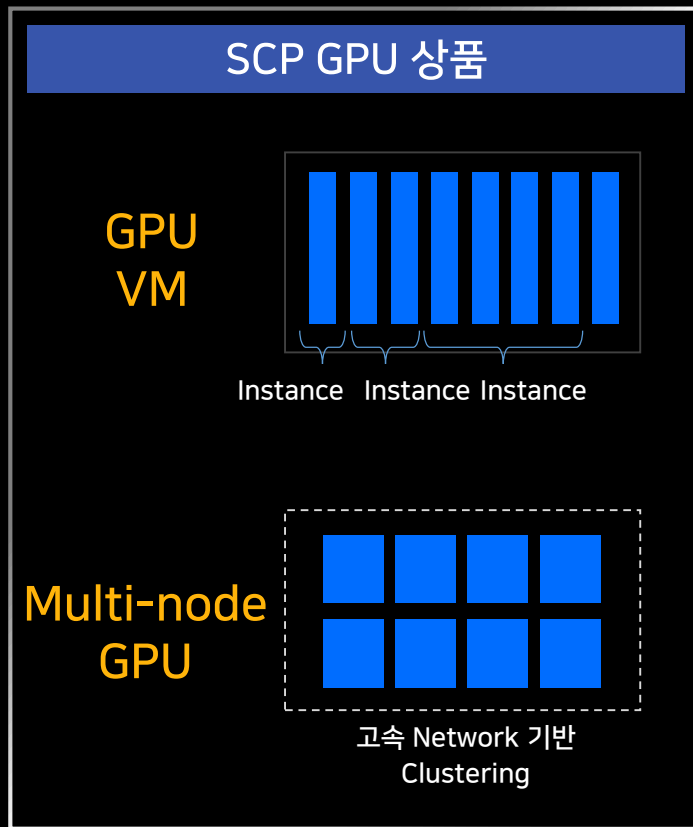 SCP GPU 상품
GPU
VM
Instance Instance Instance
Multi-node
GPU
고속 Network 기반
Clustering